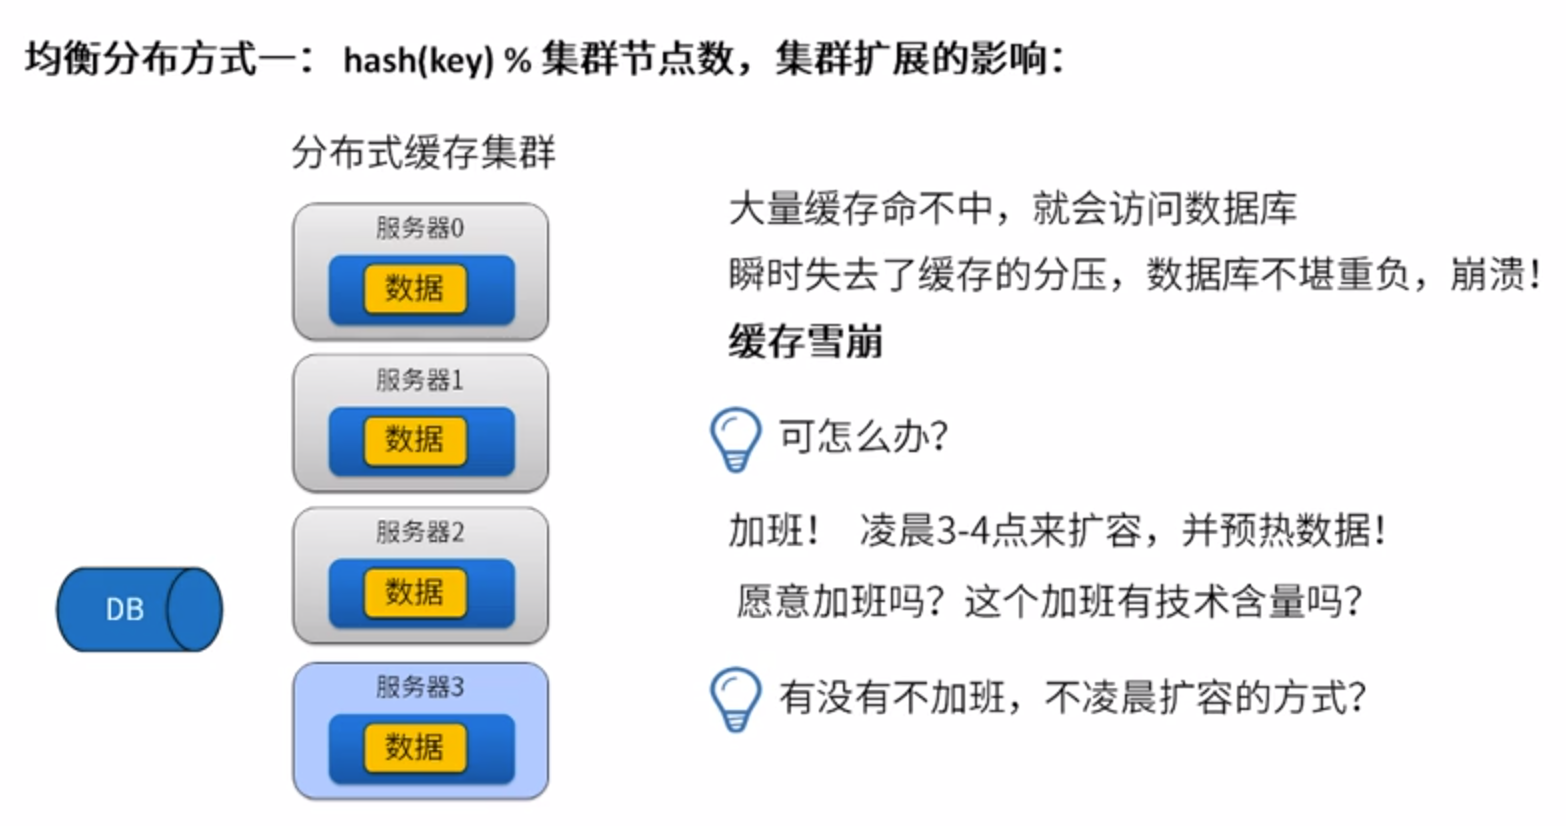 均衡分布方式一： hash(key) % 集群节点数，集群扩展的影响：
分布式缓存集群
服务器0
数据
服务器1
数据
服务器2
数据
服务器3
数据
DB
大量缓存命不中，就会访问数据库
瞬时失去了缓存的分压，数据库不堪重负，崩溃！
缓存雪崩
可怎么办？
加班！ 凌晨3-4点来扩容，并预热数据！
愿意加班吗？这个加班有技术含量吗？
有没有不加班，不凌晨扩容的方式？